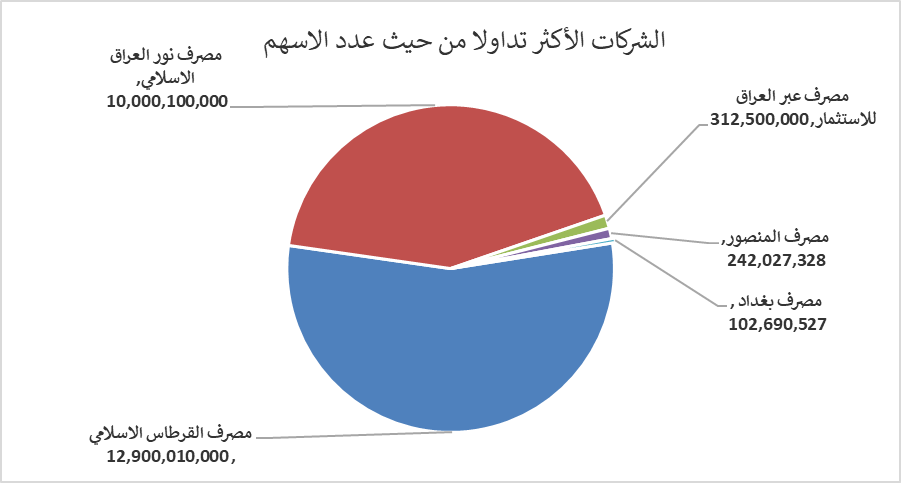 الشركات الأكثر تداولا من حيث عدد الاسهم
مصرف نور العراق
الاسلامي,
10,000,100,000
مصرف عبر العراق
للاستثمار, 312,500,000
مصرف المنصور,
242,027,328
مصرف بغداد ,
102,690,527
مصرف القرطاس الاسلامي
, 12,900,010,000